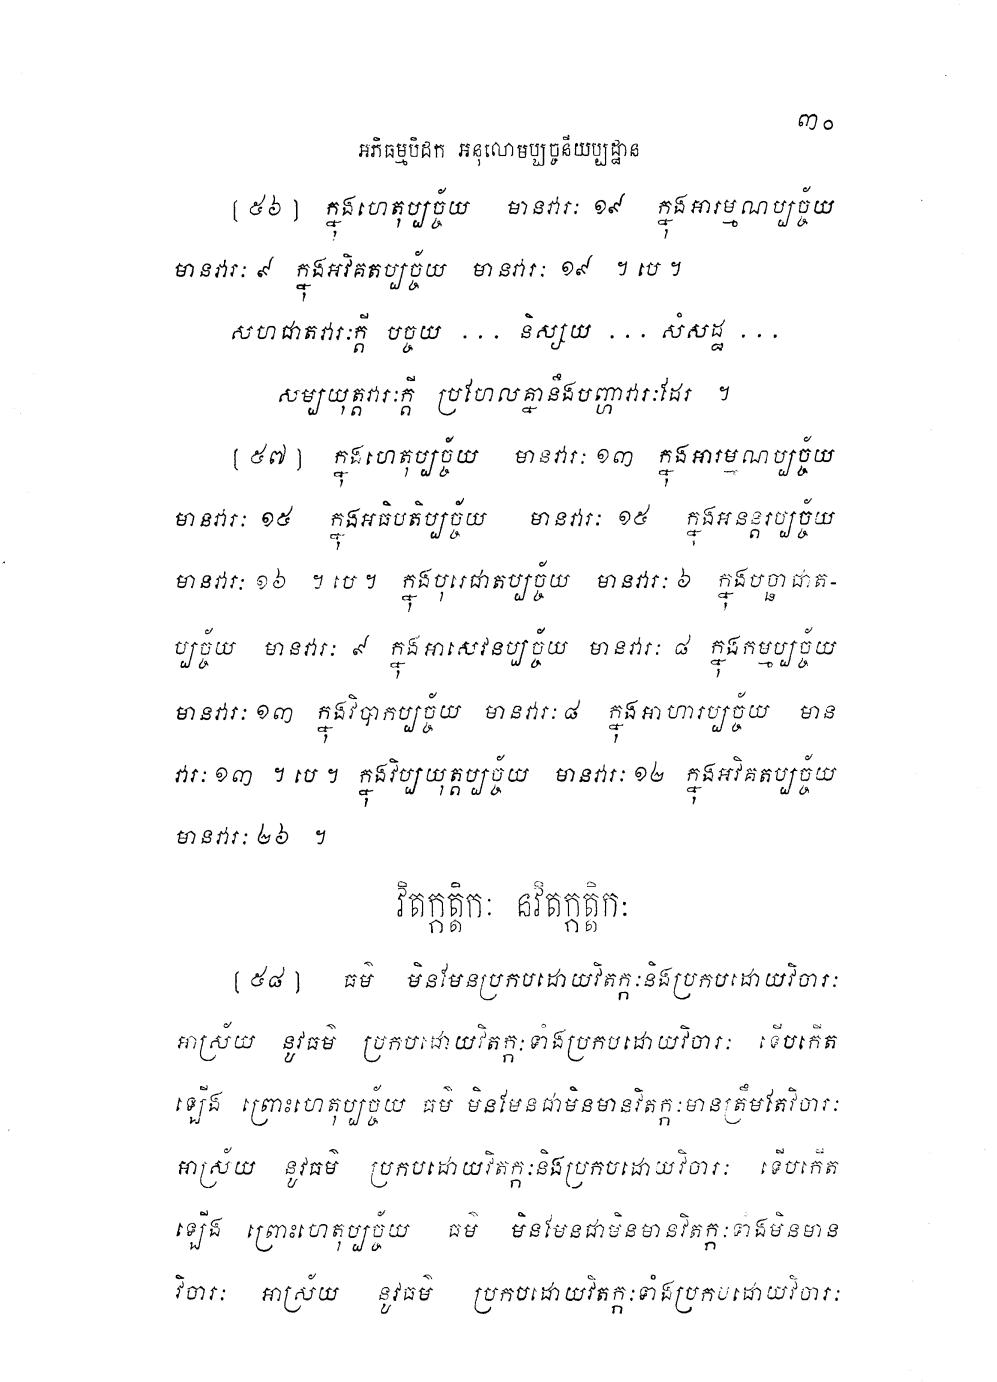 ៣០
អភិធម្មបិដក អនុលោមប្បច្ចនីយប្បដ្ឋាន
[ ៥៦ ] ក្នុងហេតុប្បច្ច័យ មានវារៈ ១៩ ក្នុងអារម្មណប្បច្ច័យ
មានវារៈ ៩ ក្នុងអវិគតប្បច្ច័យ មានវារៈ ១៩ ។ បេ ។
សហជាតវារៈក្តី បច្ចយ ... និស្សយ ... សំសដ្ឋ ...
សម្បយុត្តវារៈក្តី ប្រហែលគ្នានឹងបញ្ហាវារៈដែរ ។
[ ៥៧ ] ក្នុងហេតុប្បច្ច័យ មានវារៈ ១៣ ក្នុងអារម្មណប្បច្ច័យ
មានវារៈ ១៥ ក្នុងអធិបតិប្បច្ច័យ មានវារៈ ១៥ ក្នុងអនន្តរប្បច្ច័យ
មានវារៈ ១៦ ។ បេ ។ ក្នុងបុរេជាតប្បច្ច័យ មានវារៈ ៦ ក្នុងបច្ឆាជាត-
ប្បច្ច័យ មានវារៈ ៩ ក្នុងអាសេវនប្បច្ច័យ មានវារៈ ៨ ក្នុងកម្មប្បច្ច័យ
មានវារៈ ១៣ ក្នុងវិបាកប្បច្ច័យ មានវារៈ ៨ ក្នុងអាហារប្បច្ច័យ មាន
វារៈ ១៣ ។ បេ ។ ក្នុងវិប្បយុត្តប្បច្ច័យ មានវារៈ ១២ ក្នុងអវិគតប្បច្ច័យ
មានវារៈ ២៦ ។
វិតក្កត្តិកៈ នវិតក្កត្តិកៈ
[ ៥៨ ] ធម៌ មិនមែនប្រកបដោយវិតក្កៈនិងប្រកបដោយវិចារៈ
អាស្រ័យ នូវធម៌ ប្រកបដោយវិតក្កៈទាំងប្រកបដោយវិចារៈ ទើបកើត
ឡើង ព្រោះហេតុប្បច្ច័យ ធម៌ មិនមែនជាមិនមានវិតក្កៈមានត្រឹមតែវិចារៈ
អាស្រ័យ នូវធម៌ ប្រកបដោយវិតក្កៈនិងប្រកបដោយវិចារៈ ទើបកើត
ឡើង ព្រោះហេតុប្បច្ច័យ ធម៌ មិនមែនជាមិនមានវិតក្កៈទាំងមិនមាន
វិចារៈ អាស្រ័យ នូវធម៌ ប្រកបដោយវិតក្កៈទាំងប្រកបដោយវិចារៈ